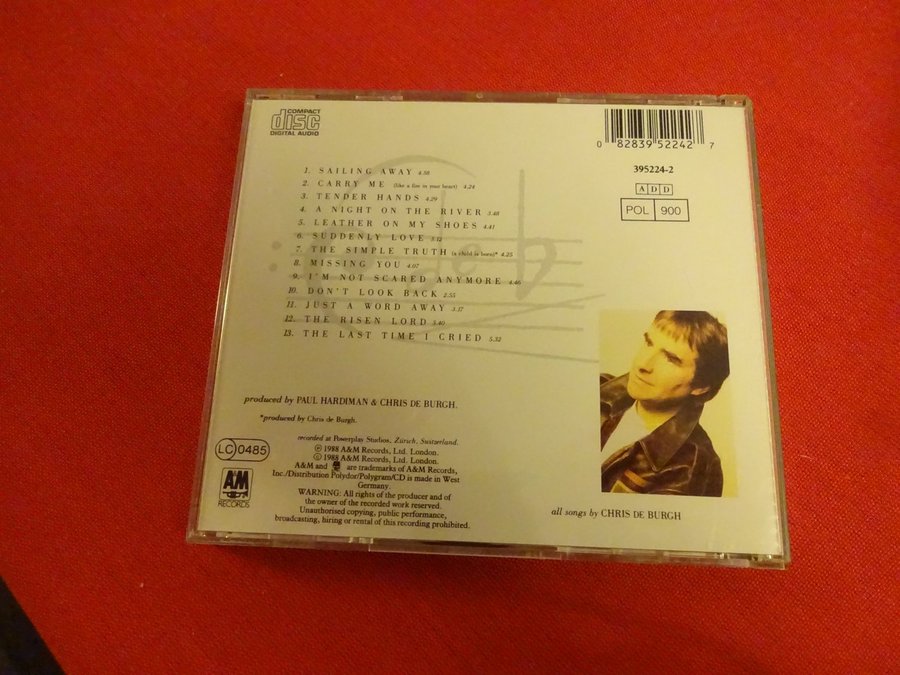 COMPACT
disc
DIGITAL AUDIO
0 82839 52242 7
395224-2
A D D
POL 900
1. SAILING AWAY 4.58
2. CARRY ME (like a fire in your heart) 4.24
3. TENDER HANDS 4.29
4. A NIGHT ON THE RIVER 3.48
5. LEATHER ON MY SHOES 4.41
6. SUDDENLY LOVE 3.12
7. THE SIMPLE TRUTH (a child is born)* 4.25
8. MISSING YOU 4.07
9. I'M NOT SCARED ANYMORE 4.46
10. DON'T LOOK BACK 2.55
11. JUST A WORD AWAY 3.17
12. THE RISEN LORD 3.40
13. THE LAST TIME I CRIED 5.32
produced by PAUL HARDIMAN & CHRIS DE BURGH.
*produced by Chris de Burgh.
recorded at Powerplay Studios, Zürich, Switzerland.
℗ 1988 A&M Records, Ltd. London.
© 1988 A&M Records, Ltd. London.
A&M and are trademarks of A&M Records,
Inc./Distribution Polydor/Polygram/CD is made in West
Germany.
WARNING: All rights of the producer and of
the owner of the recorded work reserved.
Unauthorised copying, public performance,
broadcasting, hiring or rental of this recording prohibited.
LC 0485
A&M
RECORDS
all songs by CHRIS DE BURGH